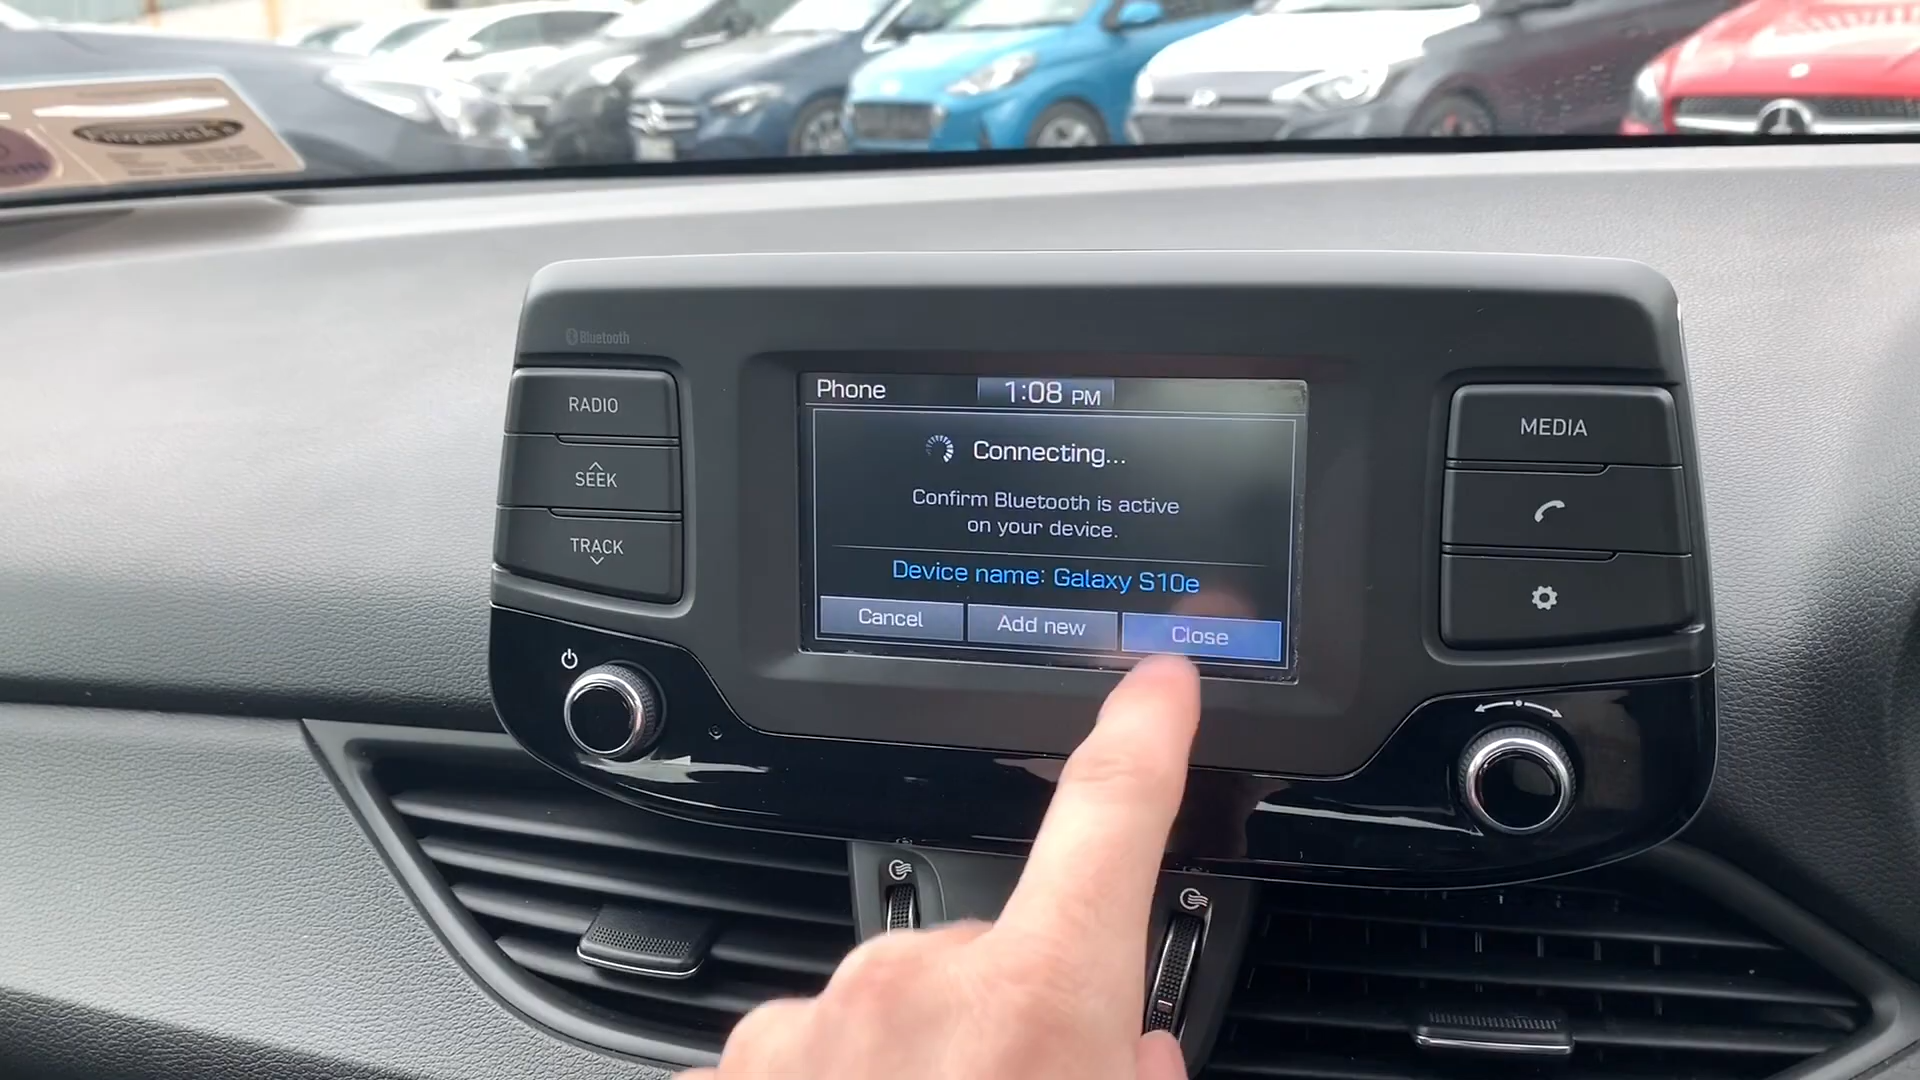 Fitzpatrick's
Bluetooth
RADIO
SEEK
TRACK
Phone
1:08 PM
Connecting...
Confirm Bluetooth is active
on your device.
Device name: Galaxy S10e
Cancel
Add new
Close
MEDIA